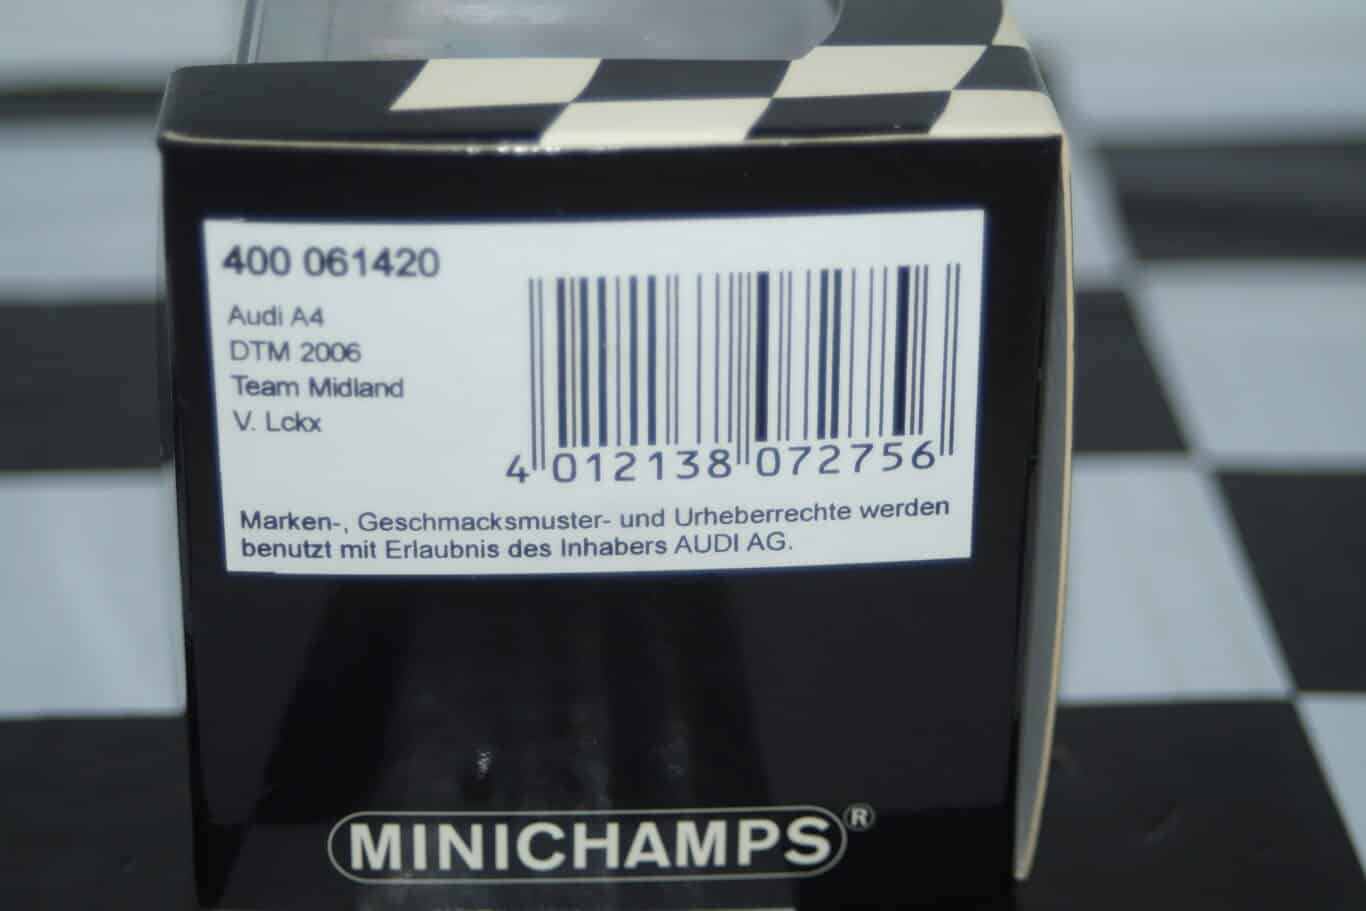 400 061420
Audi A4
DTM 2006
Team Midland
V. Lckx
4 012138 072756
Marken-, Geschmacksmuster- und Urheberrechte werden
benutzt mit Erlaubnis des Inhabers AUDI AG.
MINICHAMPS®